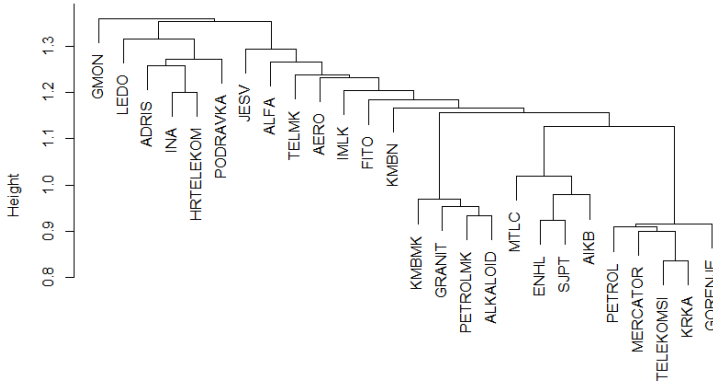 Height
1.3
1.2
1.1
1.0
0.9
0.8
GMON
LEDO
ADRIS
INA
HRTELEKOM
PODRAVKA
JESV
ALFA
TELMK
AERO
IMLK
FITO
KMBN
KMBMK
GRANIT
PETROLMK
ALKALOID
MTLC
ENHL
SJPT
AIKB
PETROL
MERCATOR
TELEKOMSI
KRKA
GORENJE